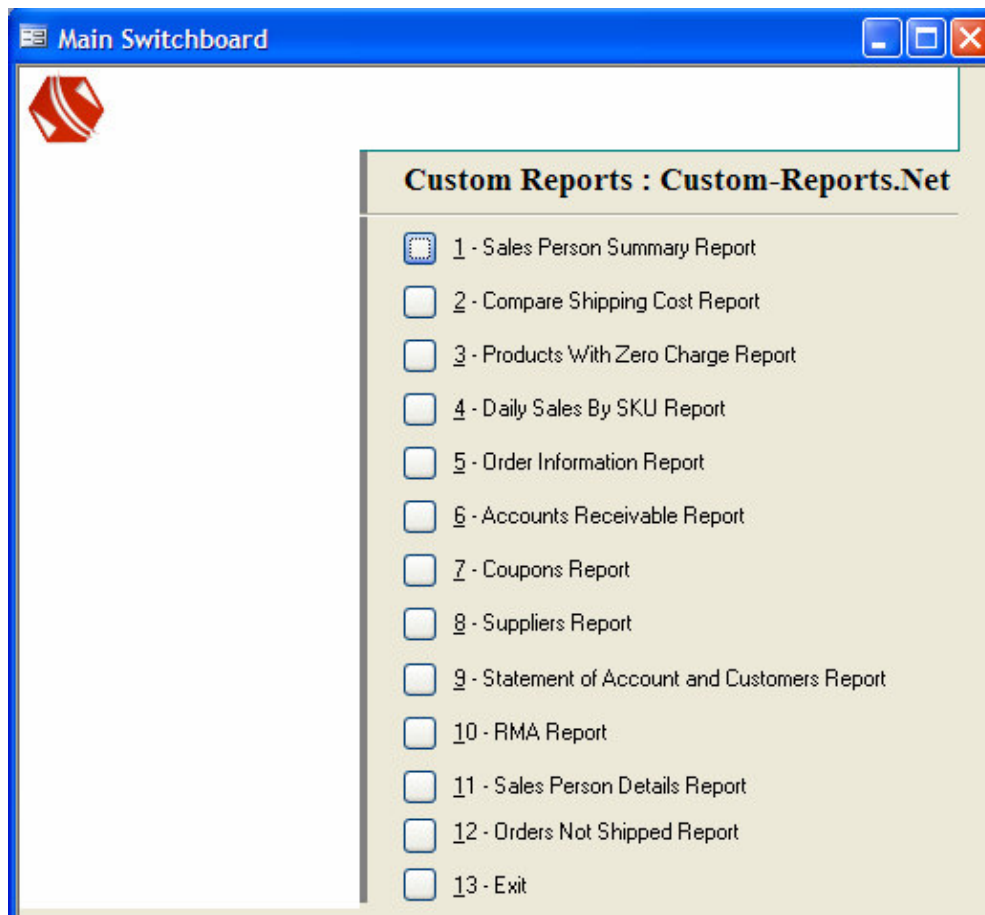 Main Switchboard
Custom Reports : Custom-Reports.Net
1 - Sales Person Summary Report
2 - Compare Shipping Cost Report
3 - Products With Zero Charge Report
4 - Daily Sales By SKU Report
5 - Order Information Report
6 - Accounts Receivable Report
7 - Coupons Report
8 - Suppliers Report
9 - Statement of Account and Customers Report
10 - RMA Report
11 - Sales Person Details Report
12 - Orders Not Shipped Report
13 - Exit